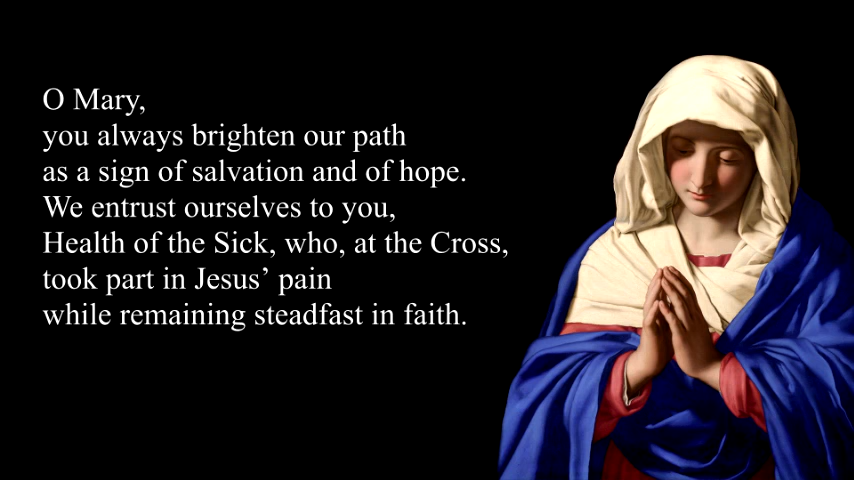 O Mary,
you always brighten our path
as a sign of salvation and of hope.
We entrust ourselves to you,
Health of the Sick, who, at the Cross,
took part in Jesus’ pain
while remaining steadfast in faith.